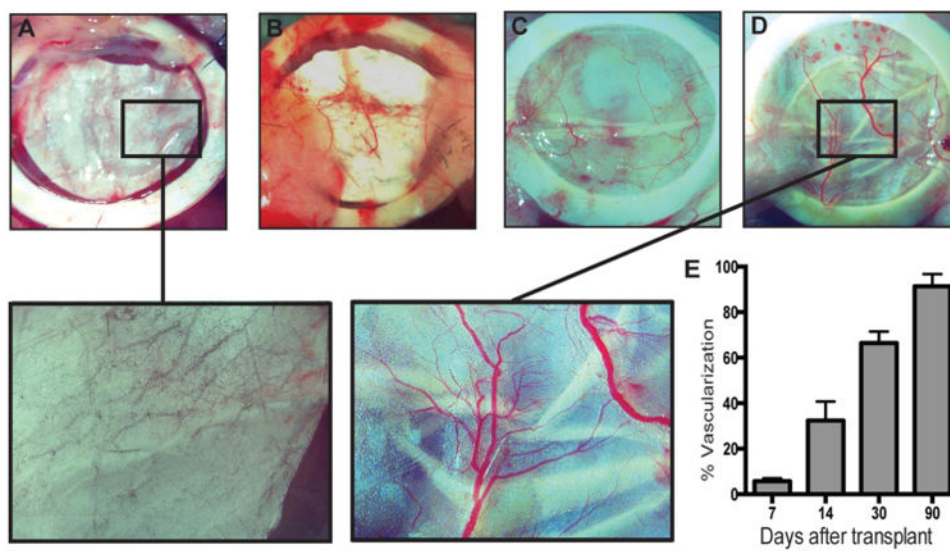 A
B
C
D
E
% Vascularization
100
80
60
40
20
0
7 14 30 90
Days after transplant